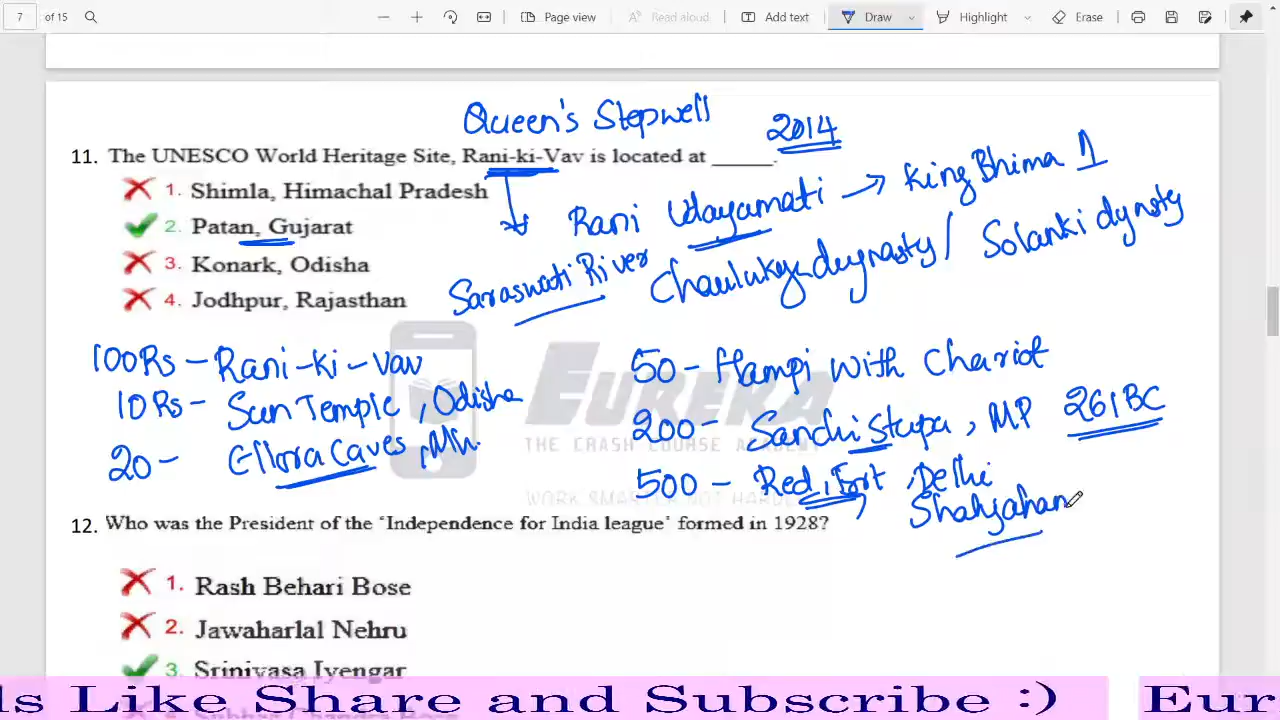 7 of 15 Page view Read aloud Add text Draw Highlight Erase
Queen's Stepwell
2014
11. The UNESCO World Heritage Site, Rani-ki-Vav is located at _____.
1. Shimla, Himachal Pradesh
King Bhima 1
2. Patan, Gujarat
Rani Udayamati
Saraswati River
Chaulukya dynasty / Solanki dynasty
3. Konark, Odisha
4. Jodhpur, Rajasthan
100Rs - Rani-ki-vav
50 - Hampi with Chariot
10Rs - Sun Temple, Odisha
200 - Sanchi Stupa, MP 261BC
20 - Ellora Caves, MH.
500 - Red Fort, Delhi
Shahjahan
EUREKA
THE CRASH COURSE ACADEMY
WORK SMARTER NOT HARDER
12. Who was the President of the "Independence for India league" formed in 1928?
1. Rash Behari Bose
2. Jawaharlal Nehru
3. Srinivasa Iyengar
ls Like Share and Subscribe :) Eur